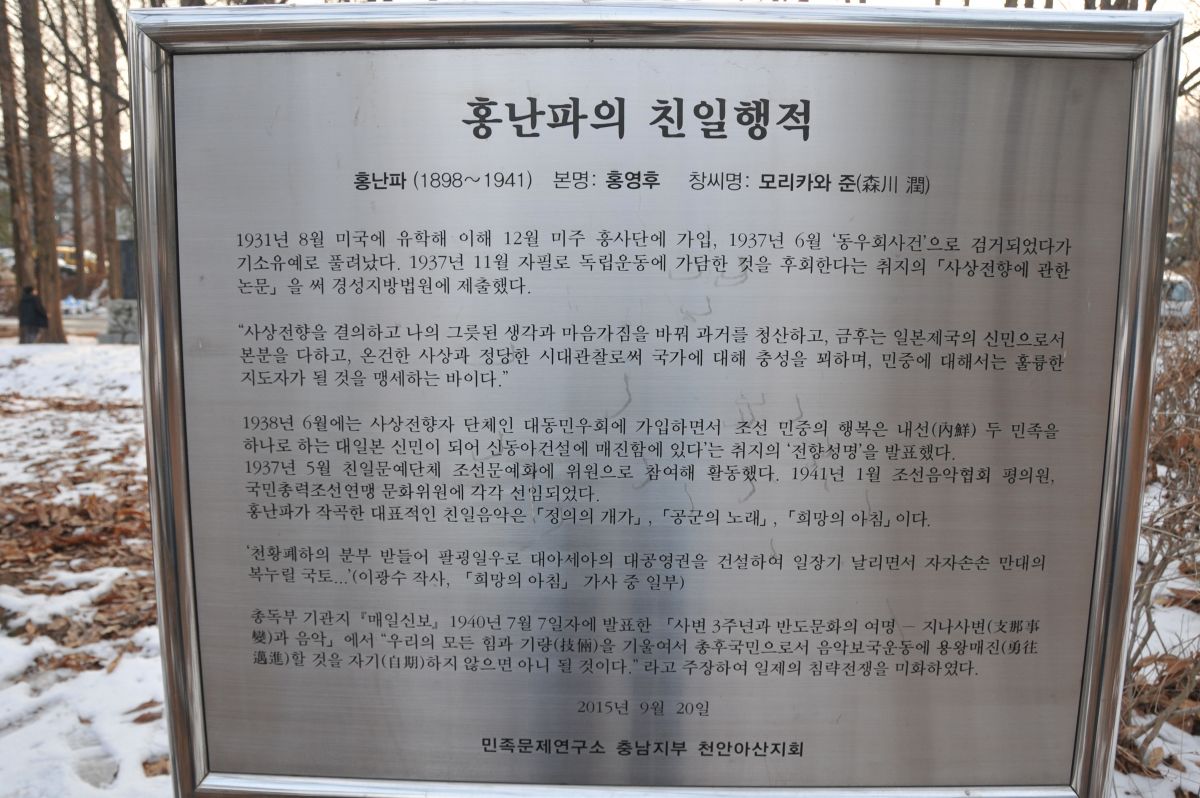 홍난파의 친일행적
홍난파 (1898~1941) 본명: 홍영후 창씨명: 모리카와 준(森川 潤)
1931년 8월 미국에 유학해 이해 12월 미주 흥사단에 가입, 1937년 6월 '동우회사건'으로 검거되었다가
기소유예로 풀려났다. 1937년 11월 자필로 독립운동에 가담한 것을 후회한다는 취지의 「사상전향에 관한
논문」을 써 경성지방법원에 제출했다.
"사상전향을 결의하고 나의 그릇된 생각과 마음가짐을 바꿔 과거를 청산하고, 금후는 일본제국의 신민으로서
본분을 다하고, 온건한 사상과 정당한 시대관찰로써 국가에 대해 충성을 꾀하며, 민중에 대해서는 훌륭한
지도자가 될 것을 맹세하는 바이다."
1938년 6월에는 사상전향자 단체인 대동민우회에 가입하면서 조선 민중의 행복은 내선(內鮮) 두 민족을
하나로 하는 대일본 신민이 되어 신동아건설에 매진함에 있다'는 취지의 '전향성명'을 발표했다.
1937년 5월 친일문예단체 조선문예회에 위원으로 참여해 활동했다. 1941년 1월 조선음악협회 평의원,
국민총력조선연맹 문화위원에 각각 선임되었다.
홍난파가 작곡한 대표적인 친일음악은 「정의의 개가」, 「공군의 노래」, 「희망의 아침」이다.
'천황폐하의 분부 받들어 팔굉일우로 대아세아의 대공영권을 건설하여 일장기 날리면서 자자손손 만대의
복누릴 국토...'(이광수 작사, 「희망의 아침」 가사 중 일부)
총독부 기관지 『매일신보』 1940년 7월 7일자에 발표한 「사변 3주년과 반도문화의 여명 – 지나사변(支那事
變)과 음악」에서 "우리의 모든 힘과 기량(技倆)을 기울여서 총후국민으로서 음악보국운동에 용왕매진(勇往
邁進)할 것을 자기(自期)하지 않으면 아니 될 것이다." 라고 주장하여 일제의 침략전쟁을 미화하였다.
2015년 9월 20일
민족문제연구소 충남지부 천안아산지회